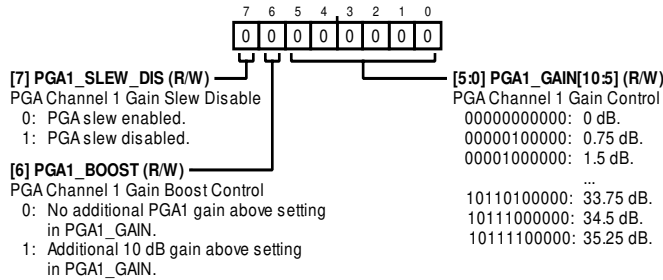 7 6 5 4 3 2 1 0
0 0 0 0 0 0 0 0
[7] PGA1_SLEW_DIS (R/W)
PGA Channel 1 Gain Slew Disable
0: PGA slew enabled.
1: PGA slew disabled.
[6] PGA1_BOOST (R/W)
PGA Channel 1 Gain Boost Control
0: No additional PGA1 gain above setting
in PGA1_GAIN.
1: Additional 10 dB gain above setting
in PGA1_GAIN.
[5:0] PGA1_GAIN[10:5] (R/W)
PGA Channel 1 Gain Control
00000000000: 0 dB.
00000100000: 0.75 dB.
00001000000: 1.5 dB.
...
10110100000: 33.75 dB.
10111000000: 34.5 dB.
10111100000: 35.25 dB.